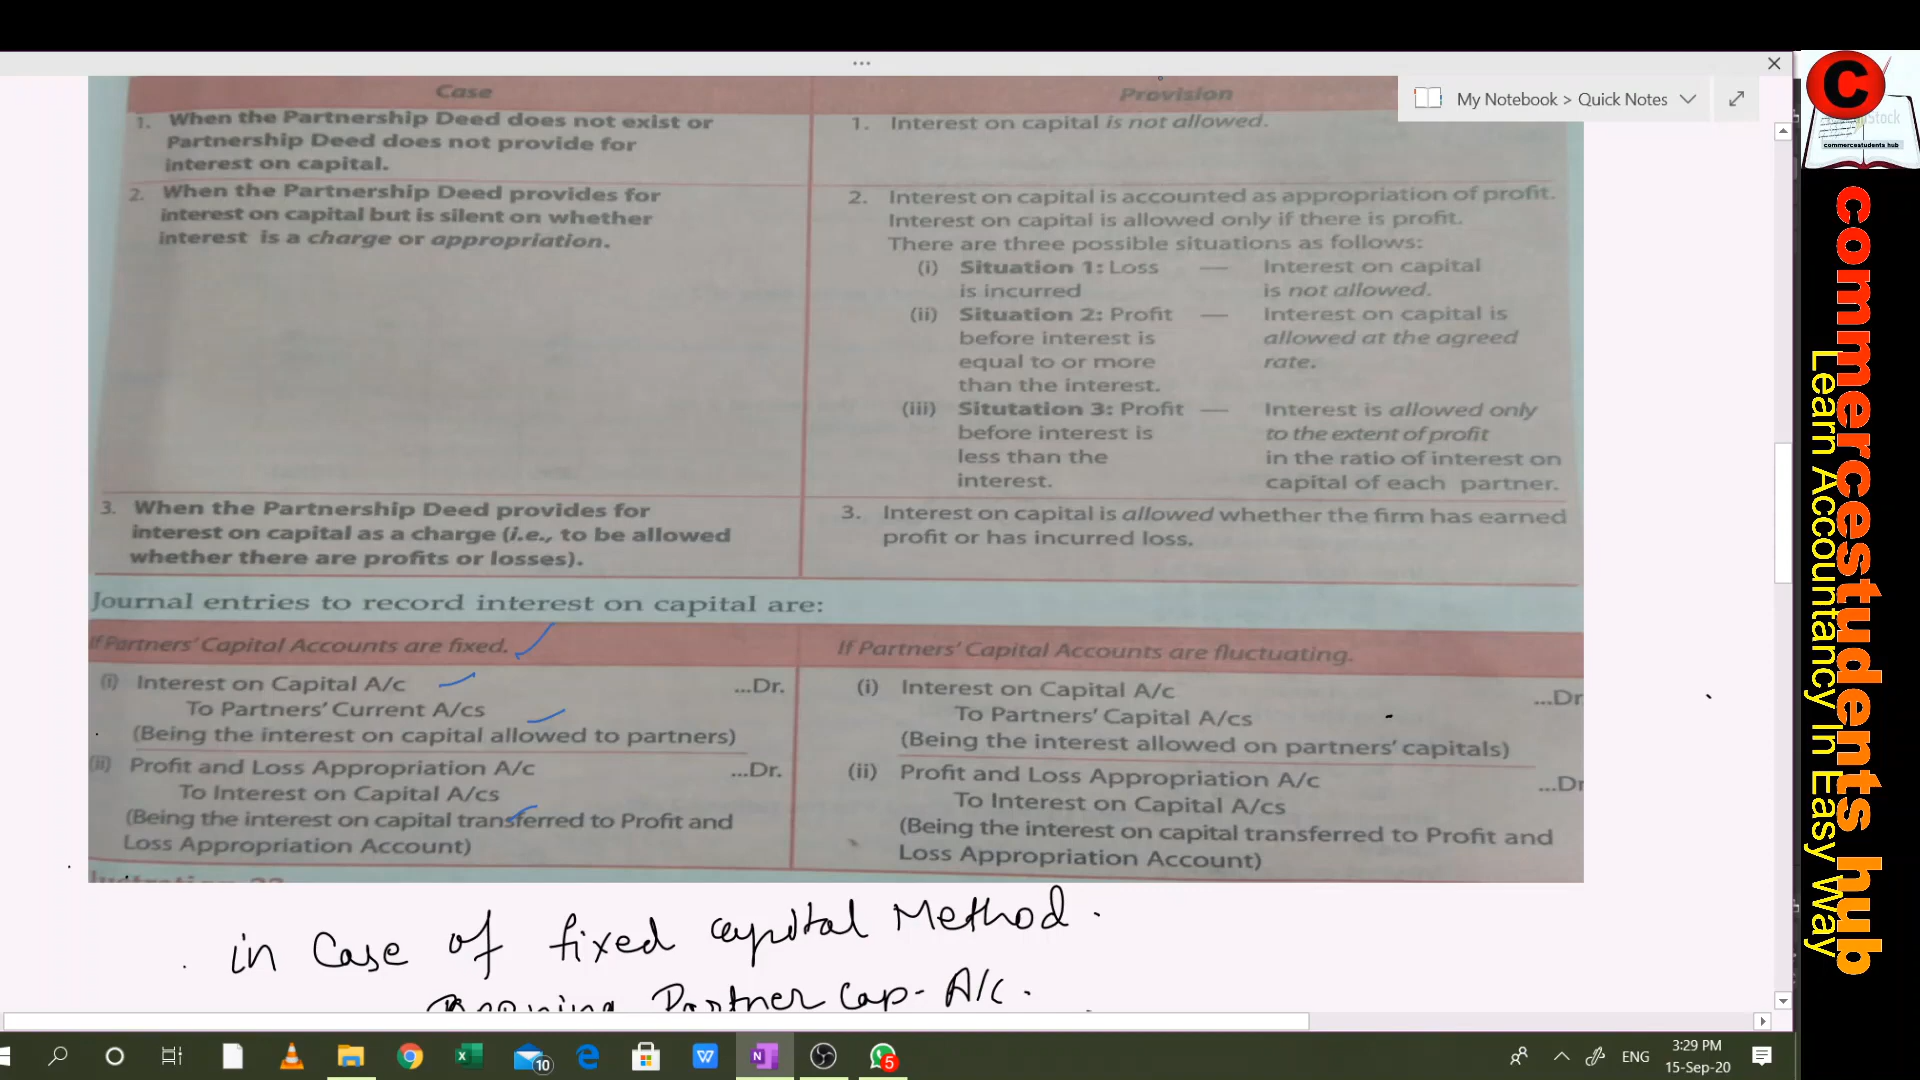 My Notebook > Quick Notes
Case
Provision
1. When the Partnership Deed does not exist or
Partnership Deed does not provide for
interest on capital.
1. Interest on capital is not allowed.
2. When the Partnership Deed provides for
interest on capital but is silent on whether
interest is a charge or appropriation.
2. Interest on capital is accounted as appropriation of profit.
Interest on capital is allowed only if there is profit.
There are three possible situations as follows:
(i) Situation 1: Loss — Interest on capital
is incurred is not allowed.
(ii) Situation 2: Profit — Interest on capital is
before interest is allowed at the agreed
equal to or more rate.
than the interest.
(iii) Situtation 3: Profit — Interest is allowed only
before interest is to the extent of profit
less than the in the ratio of interest on
interest. capital of each partner.
3. When the Partnership Deed provides for
interest on capital as a charge (i.e., to be allowed
whether there are profits or losses).
3. Interest on capital is allowed whether the firm has earned
profit or has incurred loss.
Journal entries to record interest on capital are:
If Partners' Capital Accounts are fixed.
(i) Interest on Capital A/c ...Dr.
To Partners' Current A/cs
(Being the interest on capital allowed to partners)
(ii) Profit and Loss Appropriation A/c ...Dr.
To Interest on Capital A/cs
(Being the interest on capital transferred to Profit and
Loss Appropriation Account)
If Partners' Capital Accounts are fluctuating.
(i) Interest on Capital A/c ...Dr
To Partners' Capital A/cs
(Being the interest allowed on partners' capitals)
(ii) Profit and Loss Appropriation A/c ...Dr
To Interest on Capital A/cs
(Being the interest on capital transferred to Profit and
Loss Appropriation Account)
in Case of fixed capital Method.
Partner Cap- A/c.
C
Stock
commercestudents hub
commercestudents hub
Learn Accountancy In Easy Way
10
5
ENG
3:29 PM
15-Sep-20